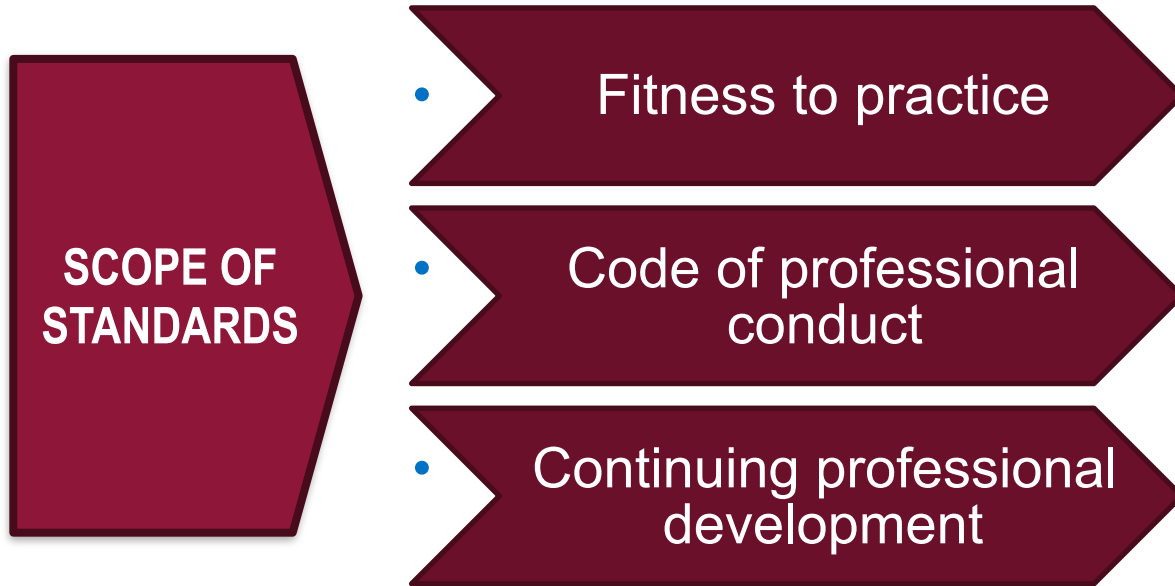 SCOPE OF
STANDARDS
• Fitness to practice
• Code of professional
conduct
• Continuing professional
development